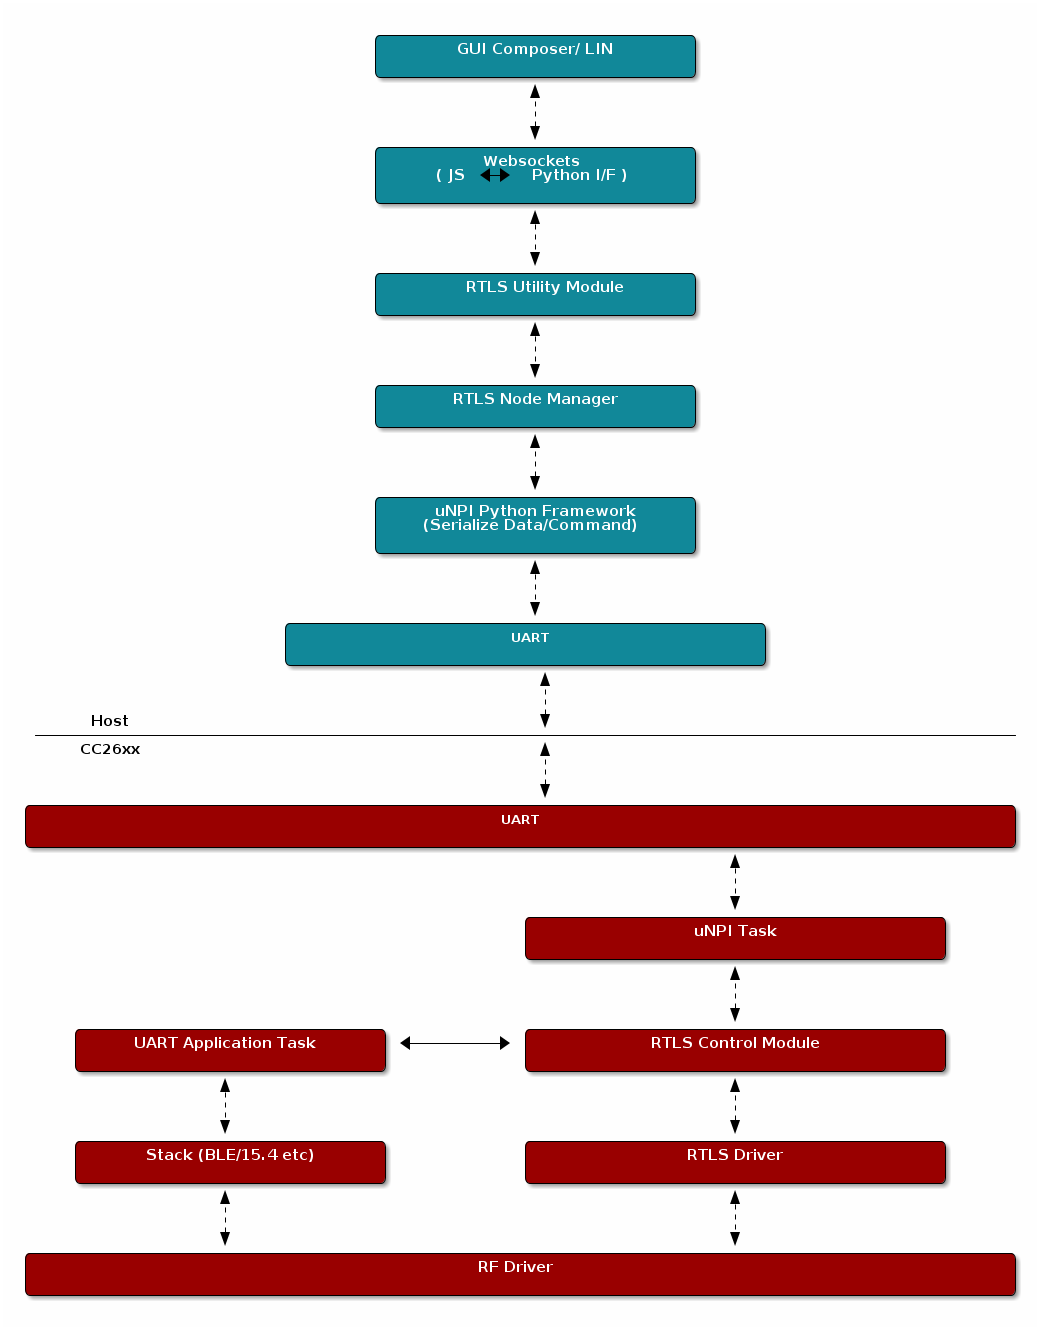 GUI Composer/ LIN
Websockets
( JS Python I/F )
RTLS Utility Module
RTLS Node Manager
uNPI Python Framework
(Serialize Data/Command)
UART
Host
CC26xx
UART
uNPI Task
UART Application Task
RTLS Control Module
Stack (BLE/15.4 etc)
RTLS Driver
RF Driver